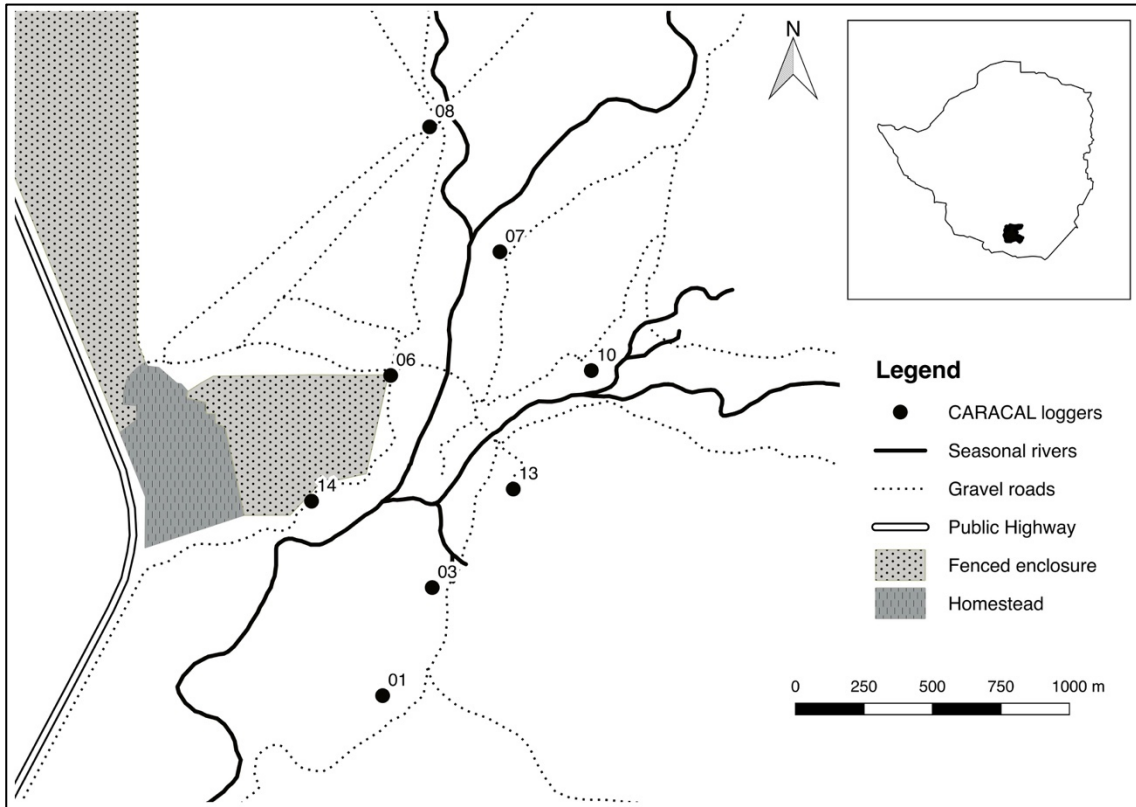 N
08
07
06
10
14
13
03
01
Legend
CARACAL loggers
Seasonal rivers
Gravel roads
Public Highway
Fenced enclosure
Homestead
0 250 500 750 1000 m